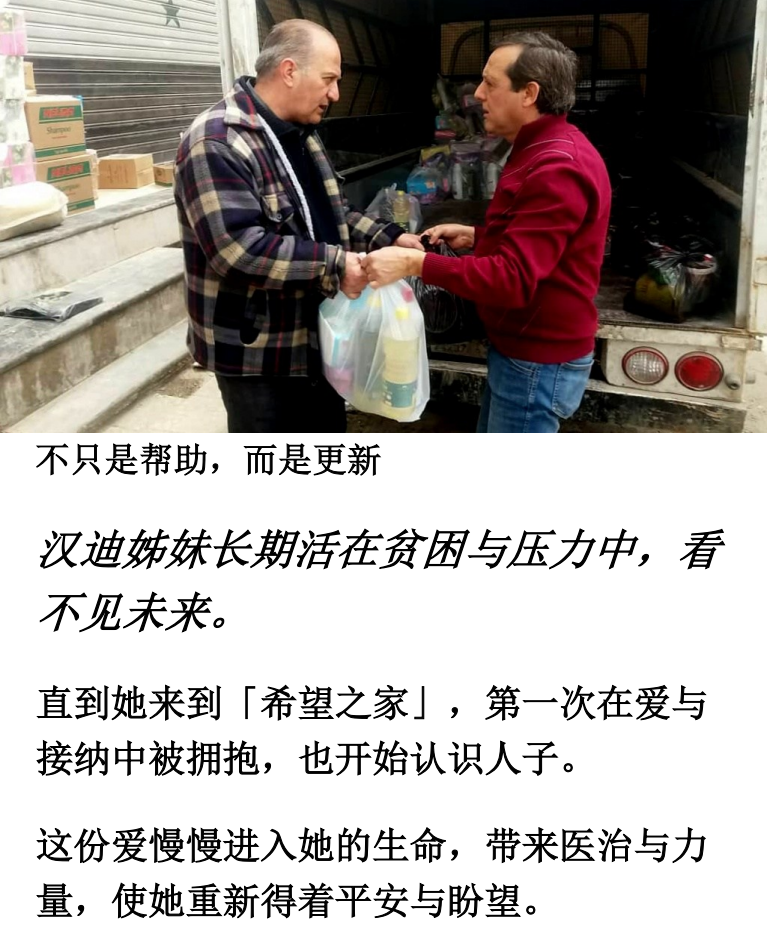 Shampoo
不只是帮助，而是更新
汉迪姊妹长期活在贫困与压力中，看
不见未来。
直到她来到「希望之家」，第一次在爱与
接纳中被拥抱，也开始认识人子。
这份爱慢慢进入她的生命，带来医治与力
量，使她重新得着平安与盼望。